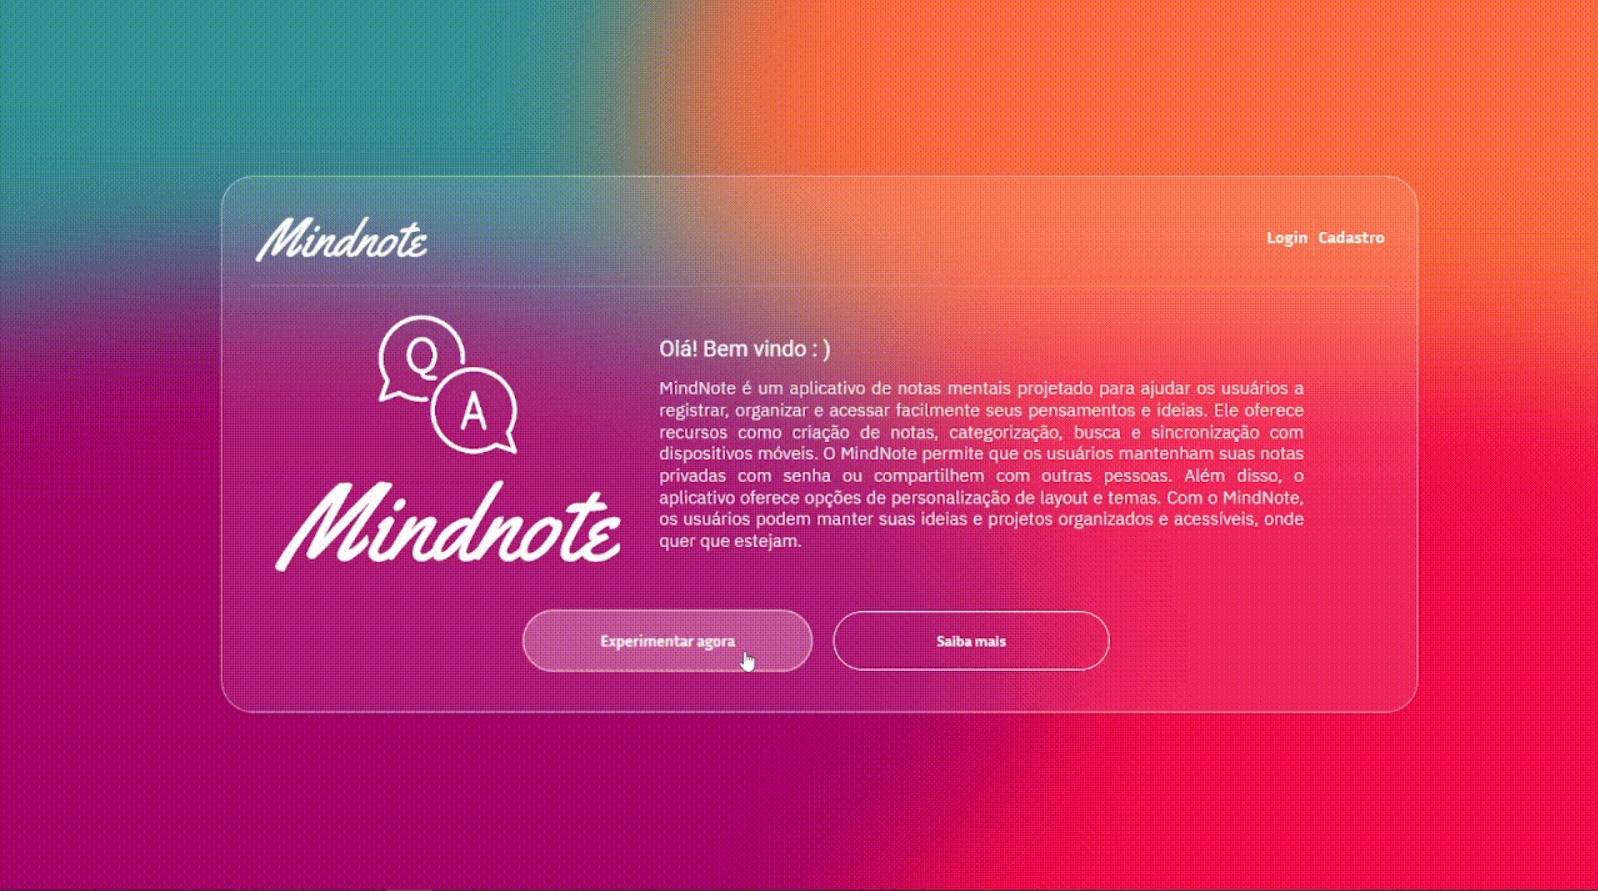 Mindnote
Login Cadastro
Q
A
Mindnote
Olá! Bem vindo : )
MindNote é um aplicativo de notas mentais projetado para ajudar os usuários a
registrar, organizar e acessar facilmente seus pensamentos e ideias. Ele oferece
recursos como criação de notas, categorização, busca e sincronização com
dispositivos móveis. O MindNote permite que os usuários mantenham suas notas
privadas com senha ou compartilhem com outras pessoas. Além disso, o
aplicativo oferece opções de personalização de layout e temas. Com o MindNote,
os usuários podem manter suas ideias e projetos organizados e acessíveis, onde
quer que estejam.
Experimentar agora
Saiba mais